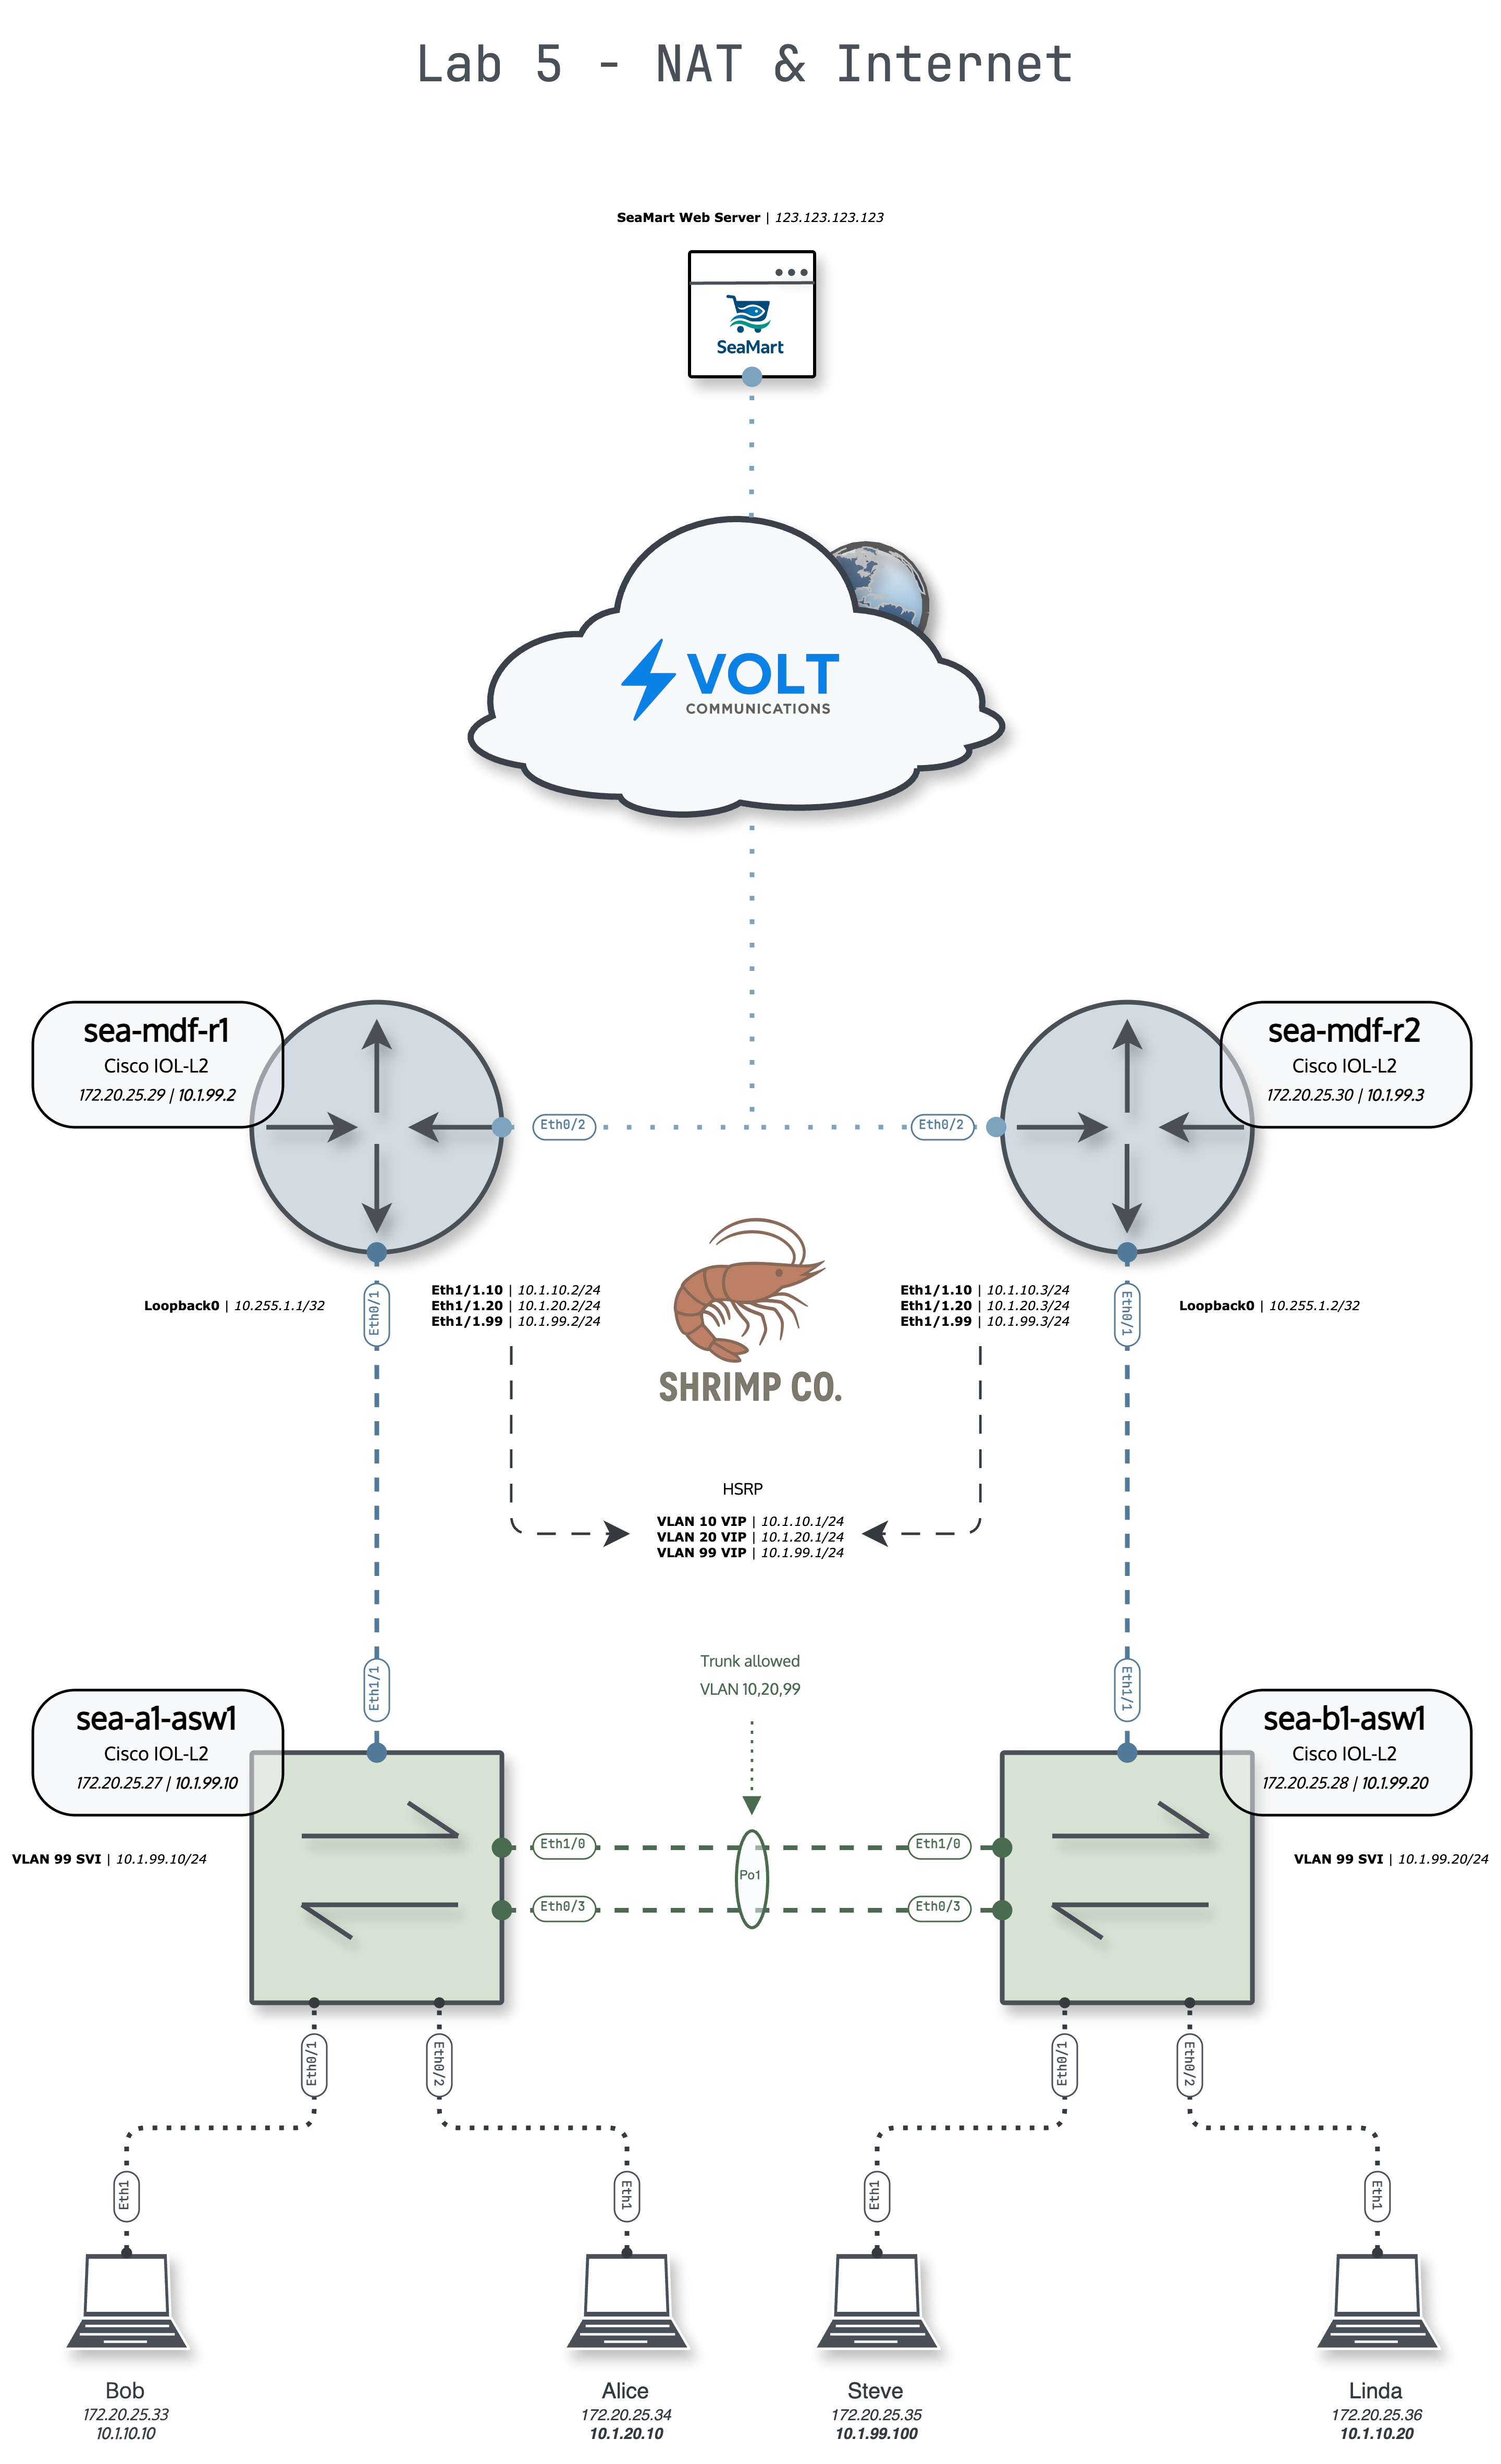 Lab 5 - NAT & Internet
SeaMart Web Server | 123.123.123.123
SeaMart
VOLT
COMMUNICATIONS
sea-mdf-r1
Cisco IOL-L2
172.20.25.29 | 10.1.99.2
sea-mdf-r2
Cisco IOL-L2
172.20.25.30 | 10.1.99.3
Eth0/2
Eth0/2
Loopback0 | 10.255.1.1/32
Eth0/1
Eth1/1.10 | 10.1.10.2/24
Eth1/1.20 | 10.1.20.2/24
Eth1/1.99 | 10.1.99.2/24
Eth1/1.10 | 10.1.10.3/24
Eth1/1.20 | 10.1.20.3/24
Eth1/1.99 | 10.1.99.3/24
Eth0/1
Loopback0 | 10.255.1.2/32
SHRIMP CO.
HSRP
VLAN 10 VIP | 10.1.10.1/24
VLAN 20 VIP | 10.1.20.1/24
VLAN 99 VIP | 10.1.99.1/24
Trunk allowed
VLAN 10,20,99
Eth1/1
Eth1/1
sea-a1-asw1
Cisco IOL-L2
172.20.25.27 | 10.1.99.10
sea-b1-asw1
Cisco IOL-L2
172.20.25.28 | 10.1.99.20
VLAN 99 SVI | 10.1.99.10/24
VLAN 99 SVI | 10.1.99.20/24
Eth1/0
Eth1/0
Po1
Eth0/3
Eth0/3
Eth0/1
Eth0/2
Eth0/1
Eth0/2
Eth1
Eth1
Eth1
Eth1
Bob
172.20.25.33
10.1.10.10
Alice
172.20.25.34
10.1.20.10
Steve
172.20.25.35
10.1.99.100
Linda
172.20.25.36
10.1.10.20